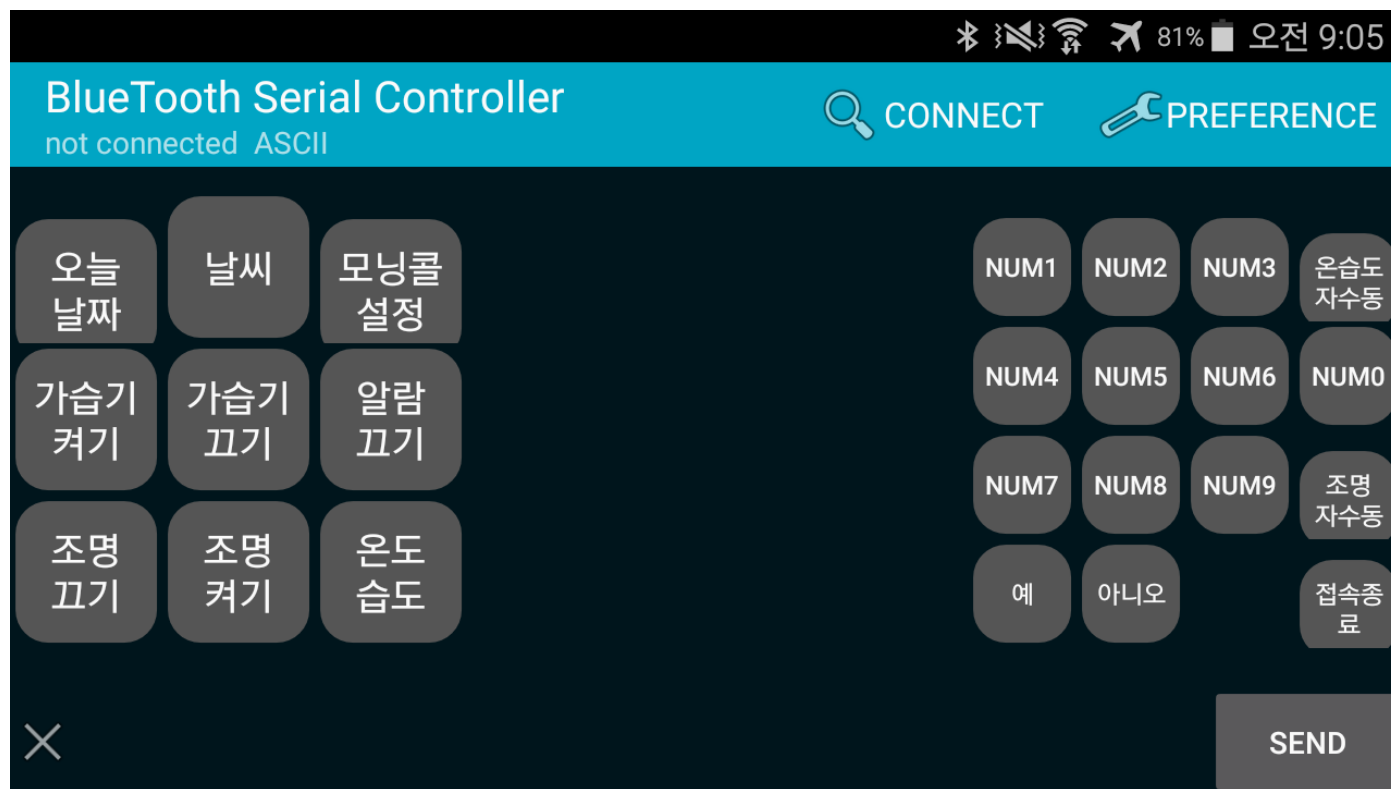 81% 오전 9:05
BlueTooth Serial Controller
CONNECT
PREFERENCE
not connected ASCII
오늘
날짜
날씨
모닝콜
설정
가습기
켜기
가습기
끄기
알람
끄기
조명
끄기
조명
켜기
온도
습도
NUM1
NUM2
NUM3
온습도
자수동
NUM4
NUM5
NUM6
NUM0
NUM7
NUM8
NUM9
조명
자수동
예
아니오
접속종
료
SEND